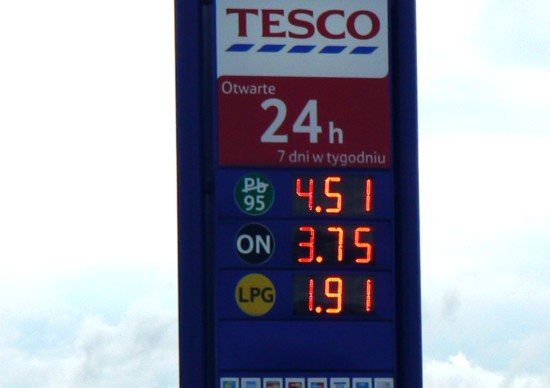 TESCO
Otwarte
24h
7 dni w tygodniu
Pb 95 4.51
ON 3.75
LPG 1.91